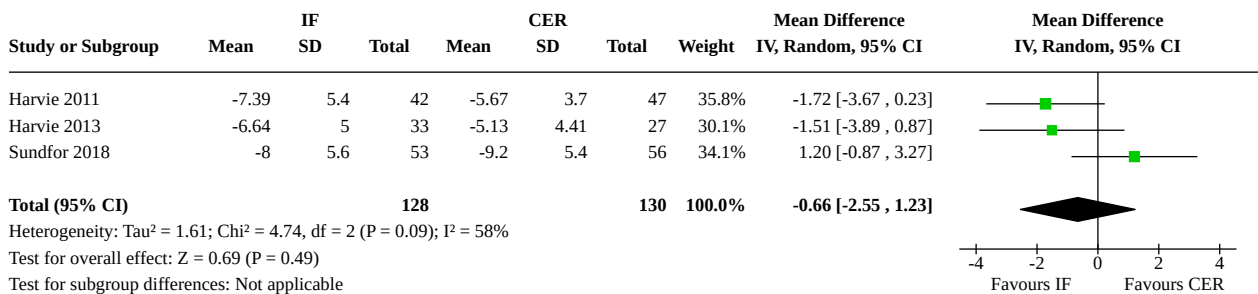 IF CER Mean Difference Mean Difference
Study or Subgroup Mean SD Total Mean SD Total Weight IV, Random, 95% CI IV, Random, 95% CI
Harvie 2011 -7.39 5.4 42 -5.67 3.7 47 35.8% -1.72 [-3.67 , 0.23]
Harvie 2013 -6.64 5 33 -5.13 4.41 27 30.1% -1.51 [-3.89 , 0.87]
Sundfor 2018 -8 5.6 53 -9.2 5.4 56 34.1% 1.20 [-0.87 , 3.27]
Total (95% CI) 128 130 100.0% -0.66 [-2.55 , 1.23]
Heterogeneity: Tau² = 1.61; Chi² = 4.74, df = 2 (P = 0.09); I² = 58%
Test for overall effect: Z = 0.69 (P = 0.49)
-4 -2 0 2 4
Test for subgroup differences: Not applicable Favours IF Favours CER